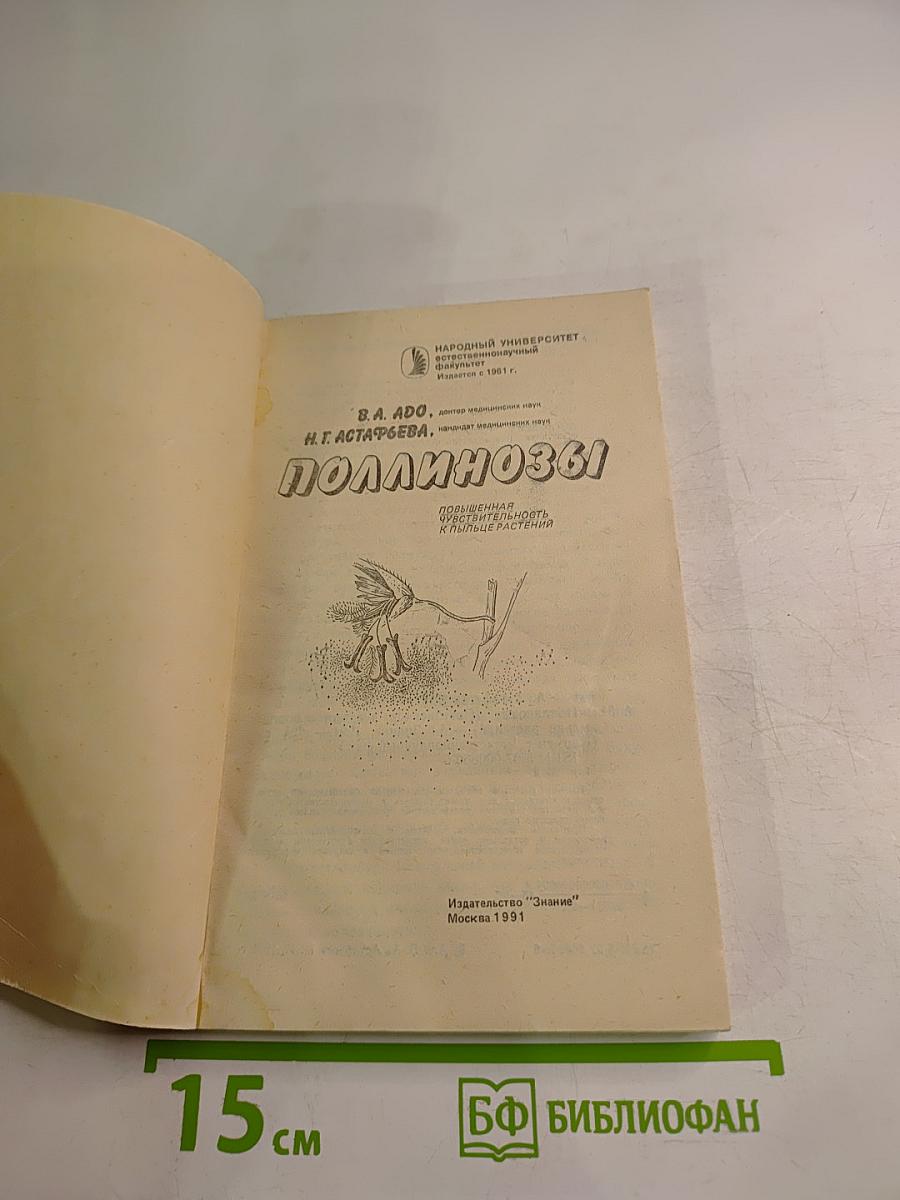 НАРОДНЫЙ УНИВЕРСИТЕТ
естественнонаучный
факультет
Издается с 1961 г.
В. А. АДО, доктор медицинских наук
Н. Г. АСТАФЬЕВА, кандидат медицинских наук
ПОЛЛИНОЗЫ
ПОВЫШЕННАЯ
ЧУВСТВИТЕЛЬНОСТЬ
К ПЫЛЬЦЕ РАСТЕНИЙ
Издательство "Знание"
Москва 1991
15 см
БФ БИБЛИОФАН